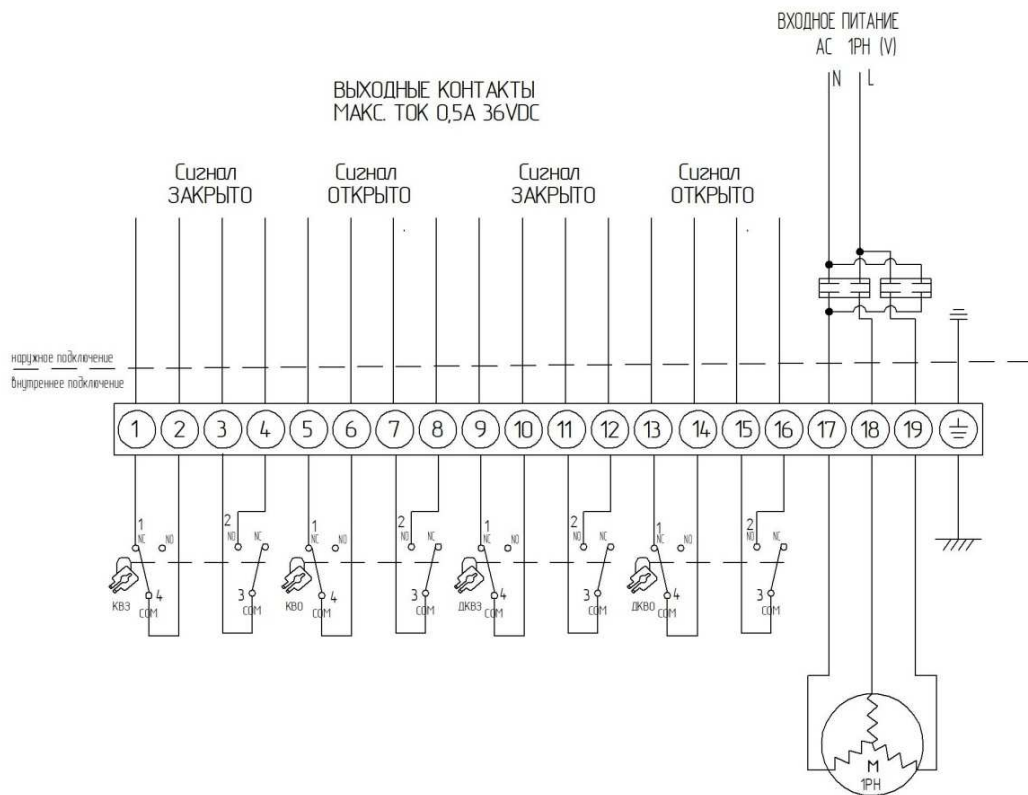 ВХОДНОЕ ПИТАНИЕ
AC 1PH (V)
N L
ВЫХОДНЫЕ КОНТАКТЫ
МАКС. ТОК 0,5А 36VDC
Сигнал
ЗАКРЫТО
Сигнал
ОТКРЫТО
Сигнал
ЗАКРЫТО
Сигнал
ОТКРЫТО
наружное подключение
внутреннее подключение
1 2 3 4 5 6 7 8 9 10 11 12 13 14 15 16 17 18 19
1 2 1 2 1 2 1 2
NC NO NO NC NC NO NO NC NC NO NO NC NC NO NO NC
4 3 4 3 4 3 4 3
КВЗ COM COM КВО COM COM ДКВЗ COM COM ДКВО COM COM
M
1PH